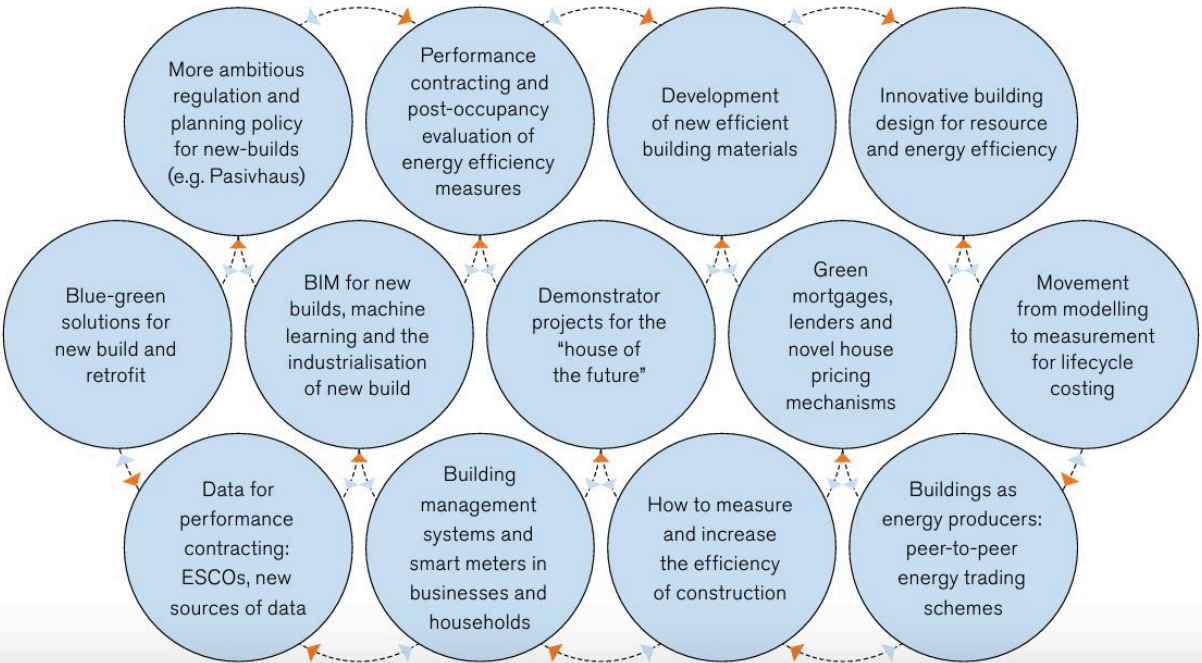 More ambitious
regulation and
planning policy
for new-builds
(e.g. Pasivhaus)
Performance
contracting and
post-occupancy
evaluation of
energy efficiency
measures
Development
of new efficient
building materials
Innovative building
design for resource
and energy efficiency
Blue-green
solutions for
new build and
retrofit
BIM for new
builds, machine
learning and the
industrialisation
of new build
Demonstrator
projects for the
“house of
the future”
Green
mortgages,
lenders and
novel house
pricing
mechanisms
Movement
from modelling
to measurement
for lifecycle
costing
Data for
performance
contracting:
ESCOs, new
sources of data
Building
management
systems and
smart meters in
businesses and
households
How to measure
and increase
the efficiency
of construction
Buildings as
energy producers:
peer-to-peer
energy trading
schemes